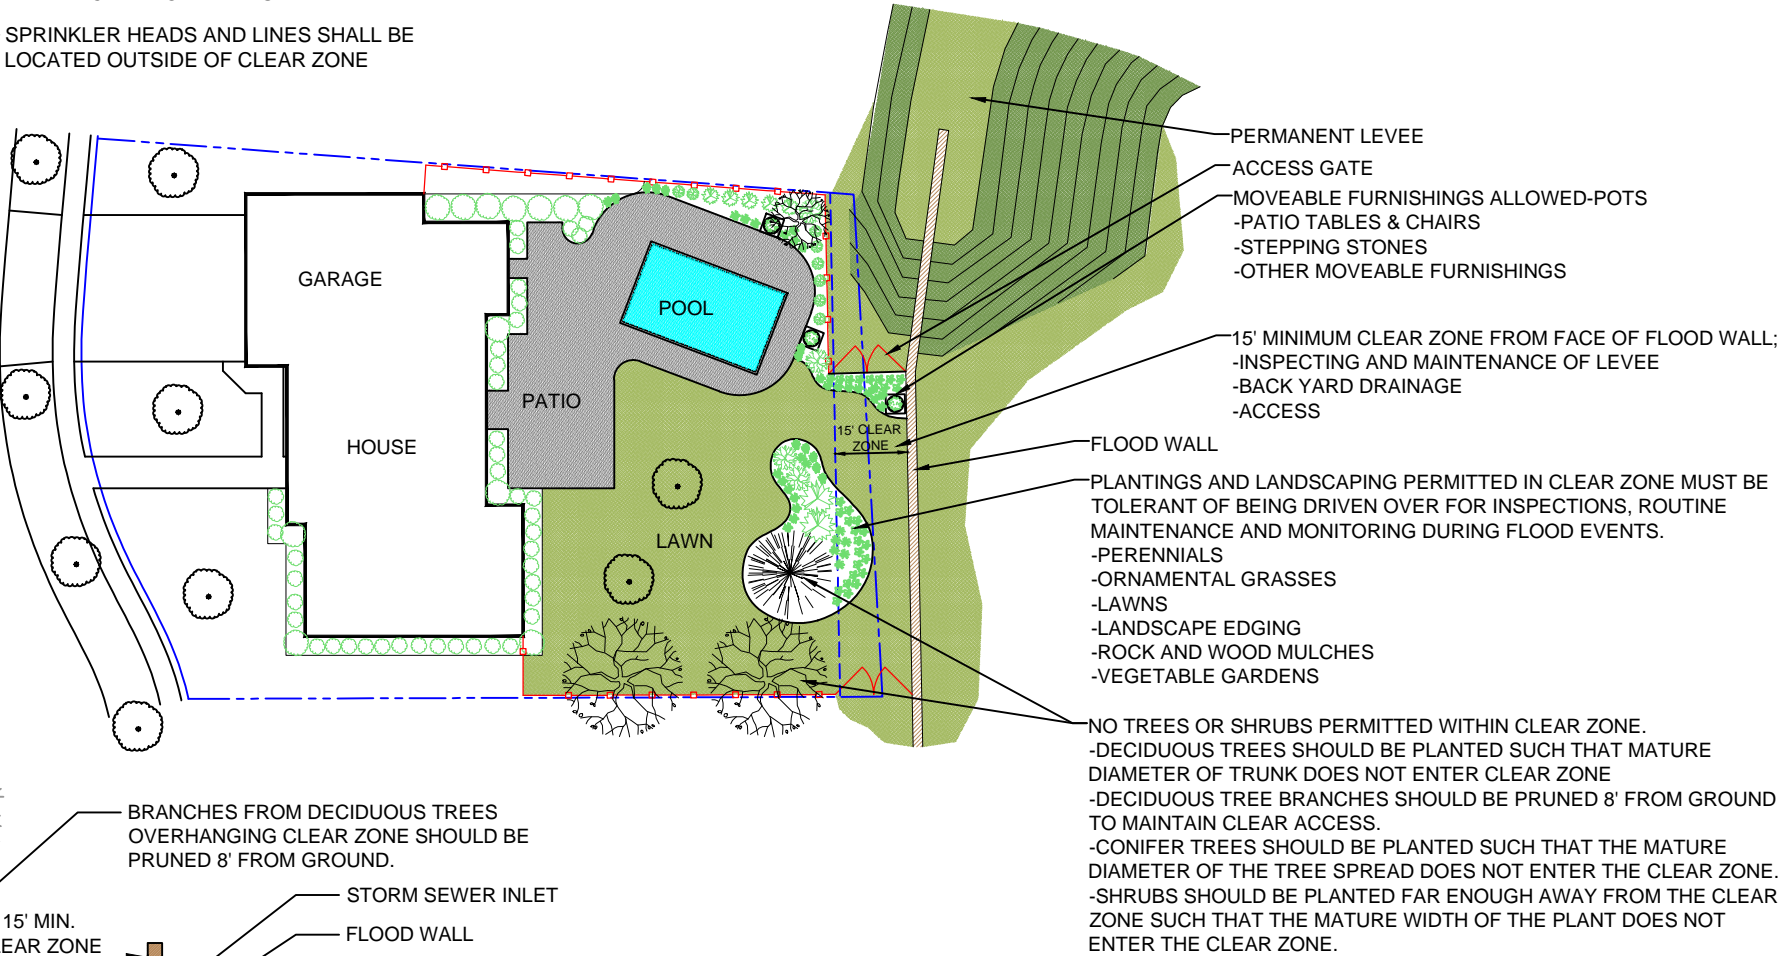 SPRINKLER HEADS AND LINES SHALL BE
LOCATED OUTSIDE OF CLEAR ZONE
PERMANENT LEVEE
ACCESS GATE
MOVEABLE FURNISHINGS ALLOWED-POTS
-PATIO TABLES & CHAIRS
-STEPPING STONES
-OTHER MOVEABLE FURNISHINGS
GARAGE
POOL
15' MINIMUM CLEAR ZONE FROM FACE OF FLOOD WALL;
-INSPECTING AND MAINTENANCE OF LEVEE
-BACK YARD DRAINAGE
-ACCESS
PATIO
HOUSE
15' CLEAR
ZONE
FLOOD WALL
PLANTINGS AND LANDSCAPING PERMITTED IN CLEAR ZONE MUST BE
TOLERANT OF BEING DRIVEN OVER FOR INSPECTIONS, ROUTINE
MAINTENANCE AND MONITORING DURING FLOOD EVENTS.
-PERENNIALS
-ORNAMENTAL GRASSES
-LAWNS
-LANDSCAPE EDGING
-ROCK AND WOOD MULCHES
-VEGETABLE GARDENS
LAWN
NO TREES OR SHRUBS PERMITTED WITHIN CLEAR ZONE.
-DECIDUOUS TREES SHOULD BE PLANTED SUCH THAT MATURE
DIAMETER OF TRUNK DOES NOT ENTER CLEAR ZONE
-DECIDUOUS TREE BRANCHES SHOULD BE PRUNED 8' FROM GROUND
TO MAINTAIN CLEAR ACCESS.
-CONIFER TREES SHOULD BE PLANTED SUCH THAT THE MATURE
DIAMETER OF THE TREE SPREAD DOES NOT ENTER THE CLEAR ZONE.
-SHRUBS SHOULD BE PLANTED FAR ENOUGH AWAY FROM THE CLEAR
ZONE SUCH THAT THE MATURE WIDTH OF THE PLANT DOES NOT
ENTER THE CLEAR ZONE.
BRANCHES FROM DECIDUOUS TREES
OVERHANGING CLEAR ZONE SHOULD BE
PRUNED 8' FROM GROUND.
STORM SEWER INLET
FLOOD WALL
15' MIN.
EAR ZONE